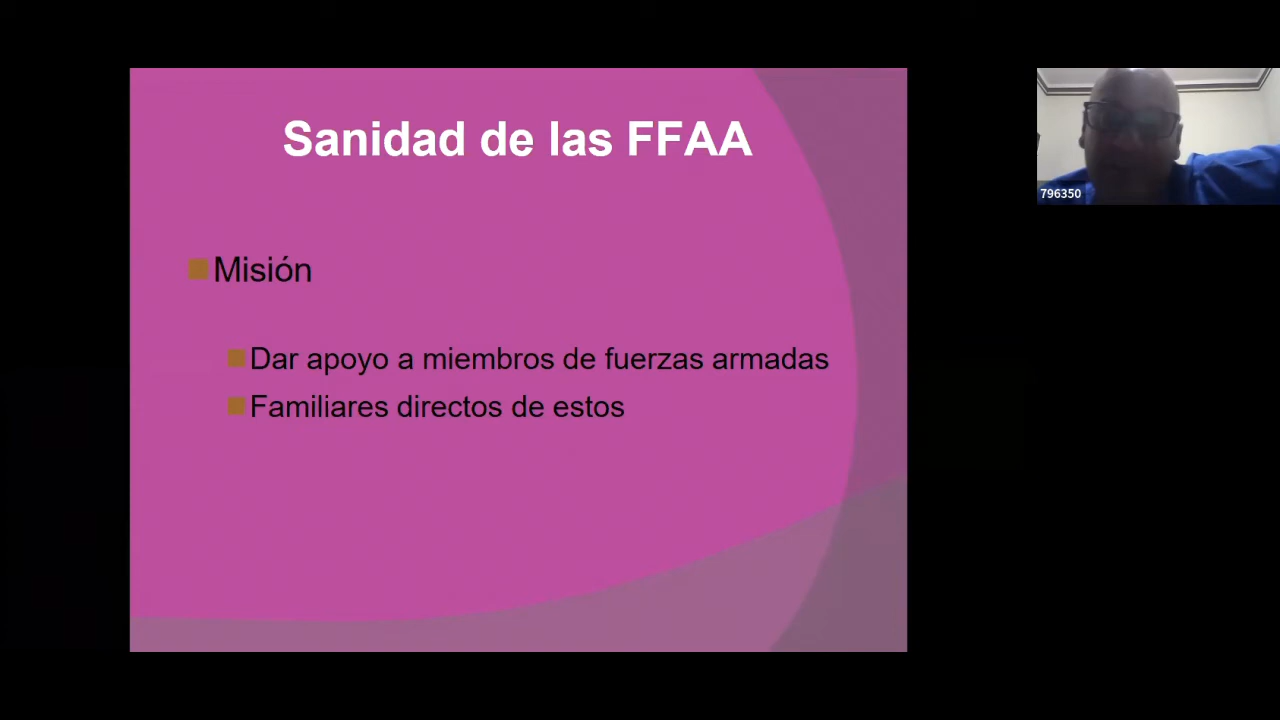 Sanidad de las FFAA
Misión
Dar apoyo a miembros de fuerzas armadas
Familiares directos de estos
796350